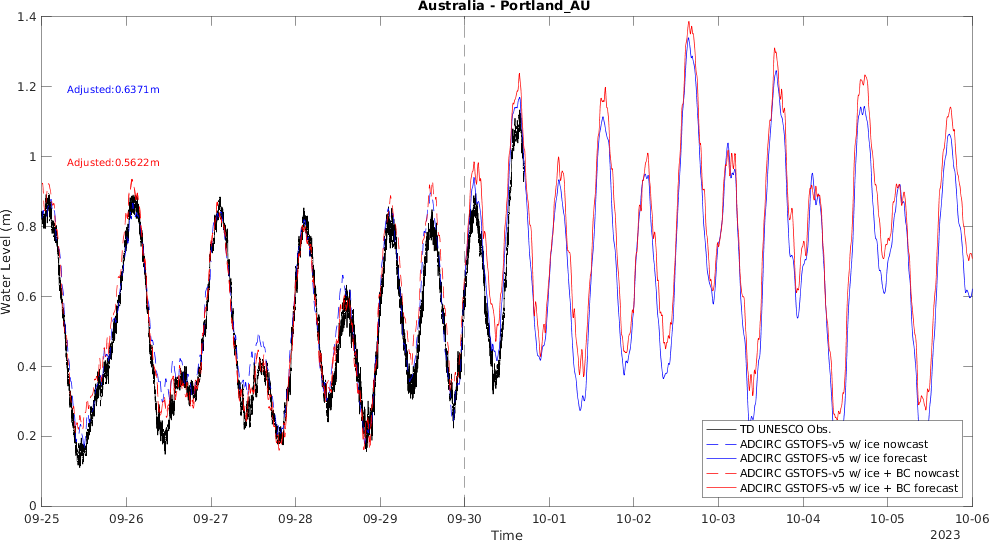 Australia - Portland_AU
1.4
1.2
1
0.8
0.6
0.4
0.2
0
Water Level (m)
Adjusted:0.6371m
Adjusted:0.5622m
TD UNESCO Obs.
ADCIRC GSTOFS-v5 w/ ice nowcast
ADCIRC GSTOFS-v5 w/ ice forecast
ADCIRC GSTOFS-v5 w/ ice + BC nowcast
ADCIRC GSTOFS-v5 w/ ice + BC forecast
09-25 09-26 09-27 09-28 09-29 09-30 10-01 10-02 10-03 10-04 10-05 10-06
Time
2023